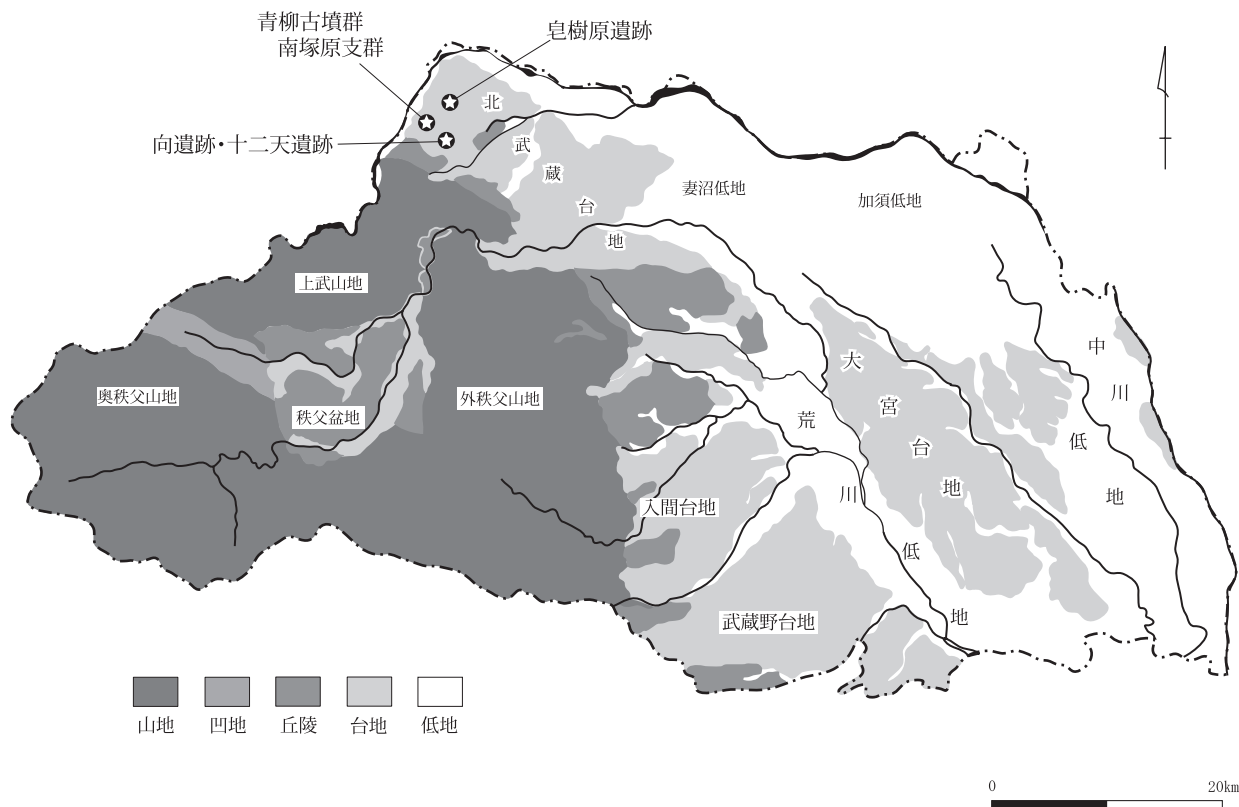 青柳古墳群
南塚原支群
皂樹原遺跡
向遺跡・十二天遺跡
北武蔵台地
妻沼低地
加須低地
上武山地
奥秩父山地
秩父盆地
外秩父山地
大宮台地
中川低地
荒川低地
入間台地
武蔵野台地
山地
凹地
丘陵
台地
低地
0
20km